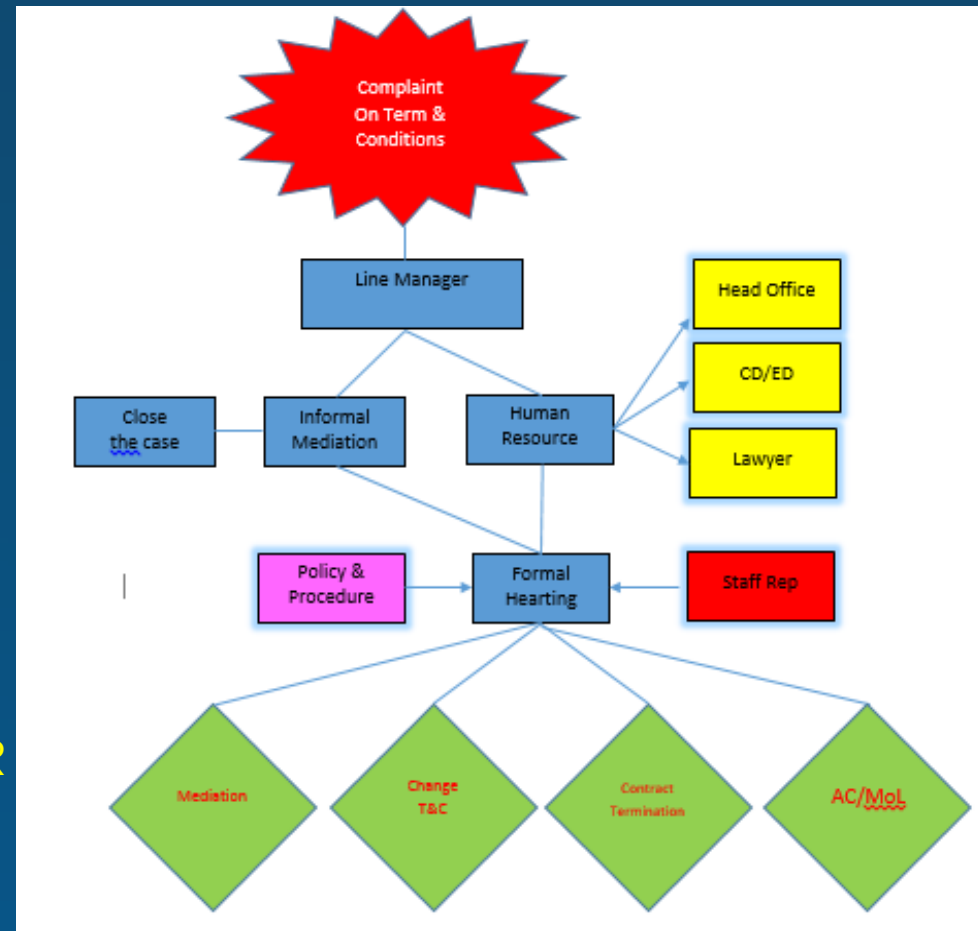 Complaint
On Term &
Conditions
Line Manager
Head Office
CD/ED
Close
the case
Informal
Mediation
Human
Resource
Lawyer
Policy &
Procedure
Formal
Hearting
Staff Rep
R
Mediation
Change
T&C
Contract
Termination
AC/MoL